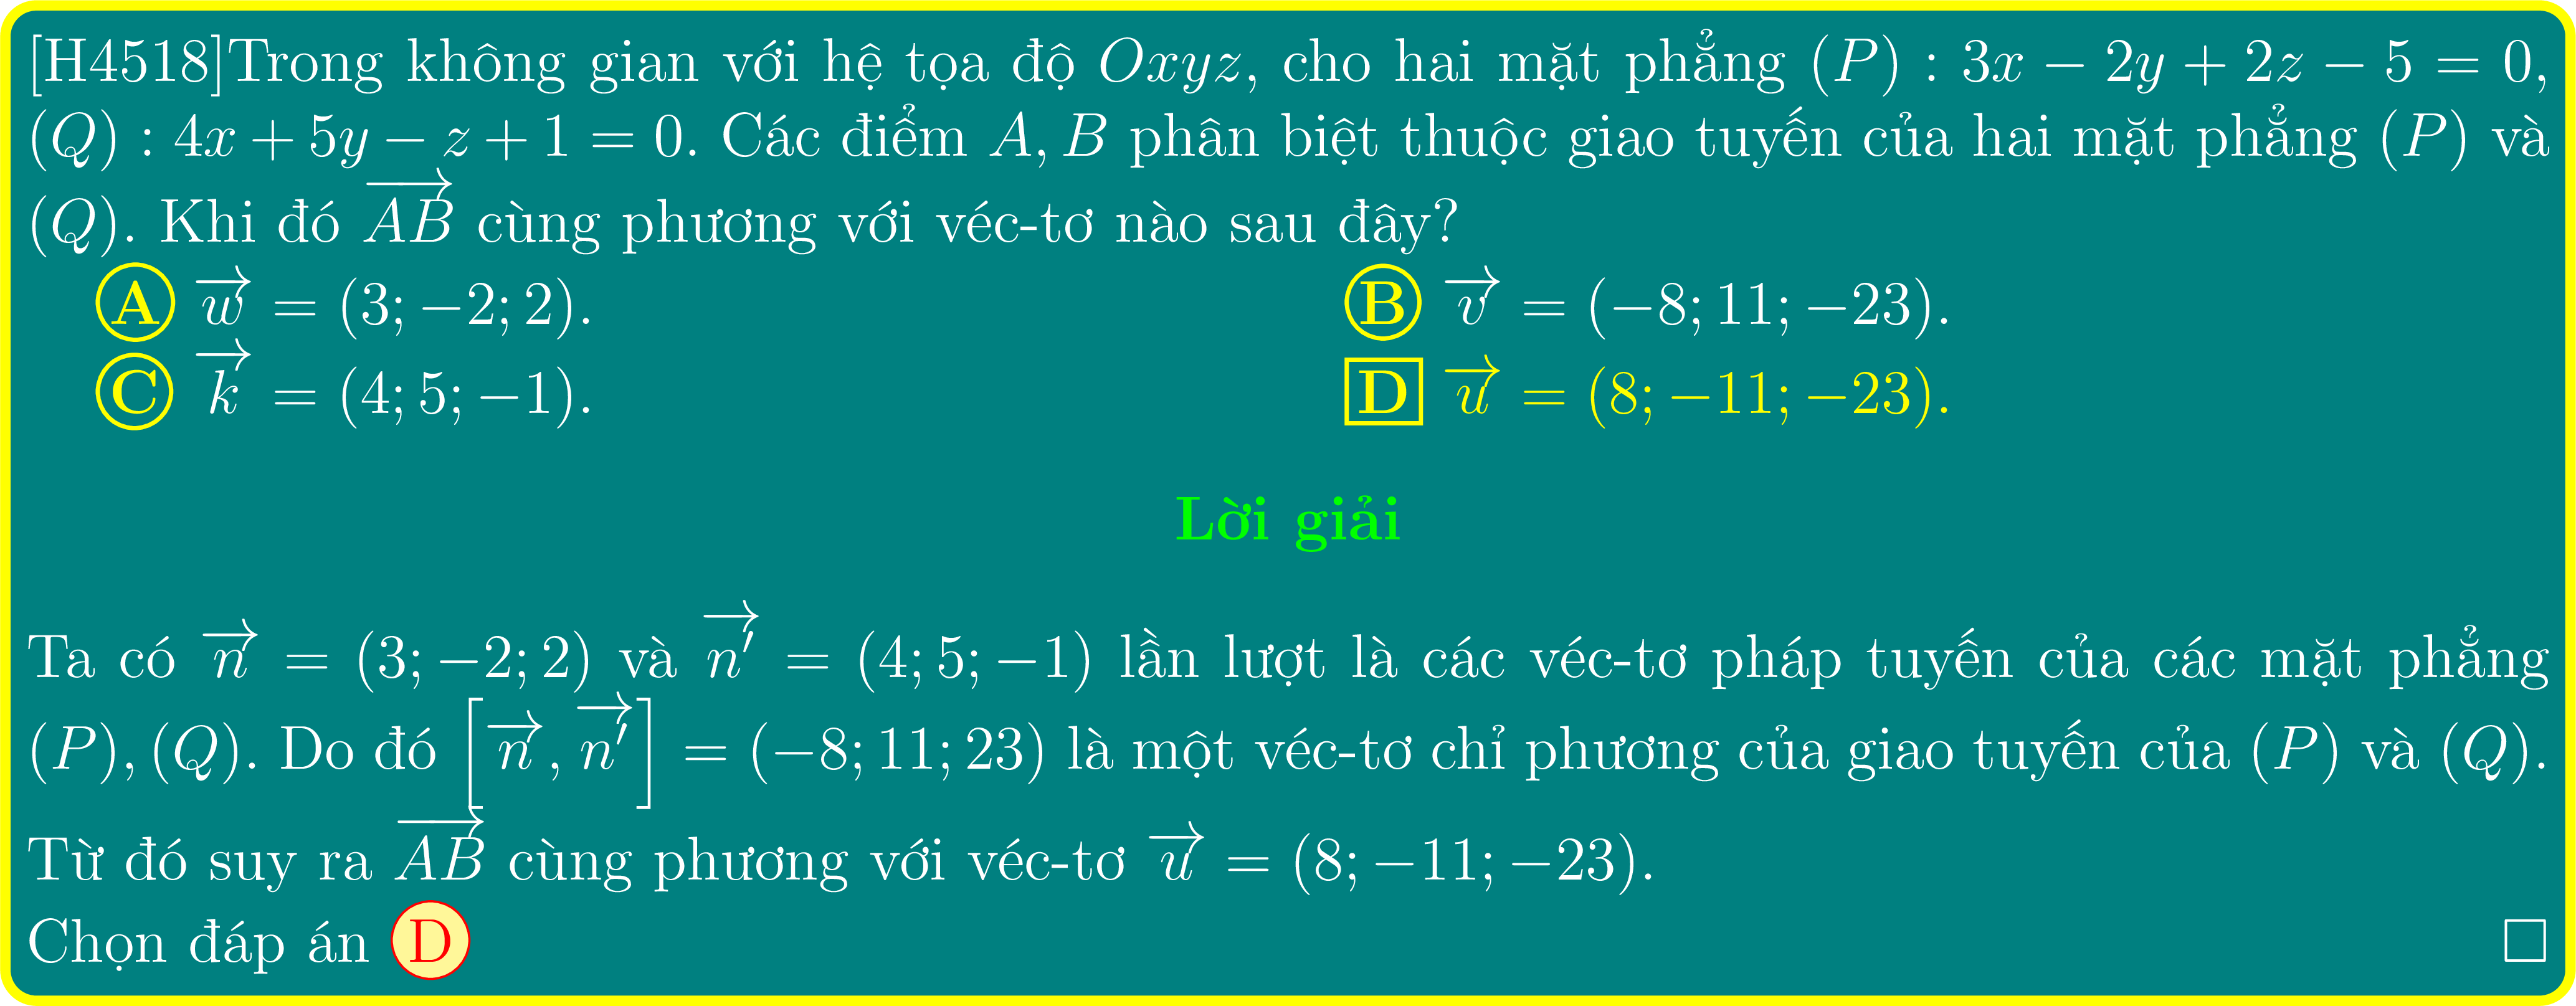 [H4518]Trong không gian với hệ tọa độ Oxyz, cho hai mặt phẳng (P) : 3x − 2y + 2z − 5 = 0,
(Q) : 4x + 5y − z + 1 = 0. Các điểm A, B phân biệt thuộc giao tuyến của hai mặt phẳng (P) và
(Q). Khi đó $\overrightarrow{AB}$ cùng phương với véc-tơ nào sau đây?
A $\overrightarrow{w}$ = (3; −2; 2). B $\overrightarrow{v}$ = (−8; 11; −23).
C $\overrightarrow{k}$ = (4; 5; −1). D $\overrightarrow{u}$ = (8; −11; −23).
Lời giải
Ta có $\overrightarrow{n}$ = (3; −2; 2) và $\overrightarrow{n'}$ = (4; 5; −1) lần lượt là các véc-tơ pháp tuyến của các mặt phẳng
(P), (Q). Do đó $\left[\overrightarrow{n}, \overrightarrow{n'}\right]$ = (−8; 11; 23) là một véc-tơ chỉ phương của giao tuyến của (P) và (Q).
Từ đó suy ra $\overrightarrow{AB}$ cùng phương với véc-tơ $\overrightarrow{u}$ = (8; −11; −23).
Chọn đáp án D □